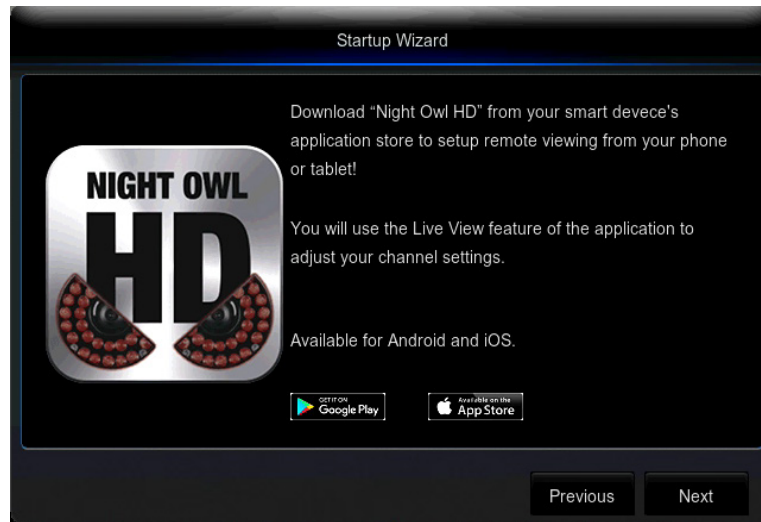 Startup Wizard
Download “Night Owl HD” from your smart devece's
application store to setup remote viewing from your phone
or tablet!
NIGHT OWL
HD
You will use the Live View feature of the application to
adjust your channel settings.
Available for Android and iOS.
GET IT ON
Google Play
Available on the
App Store
Previous
Next